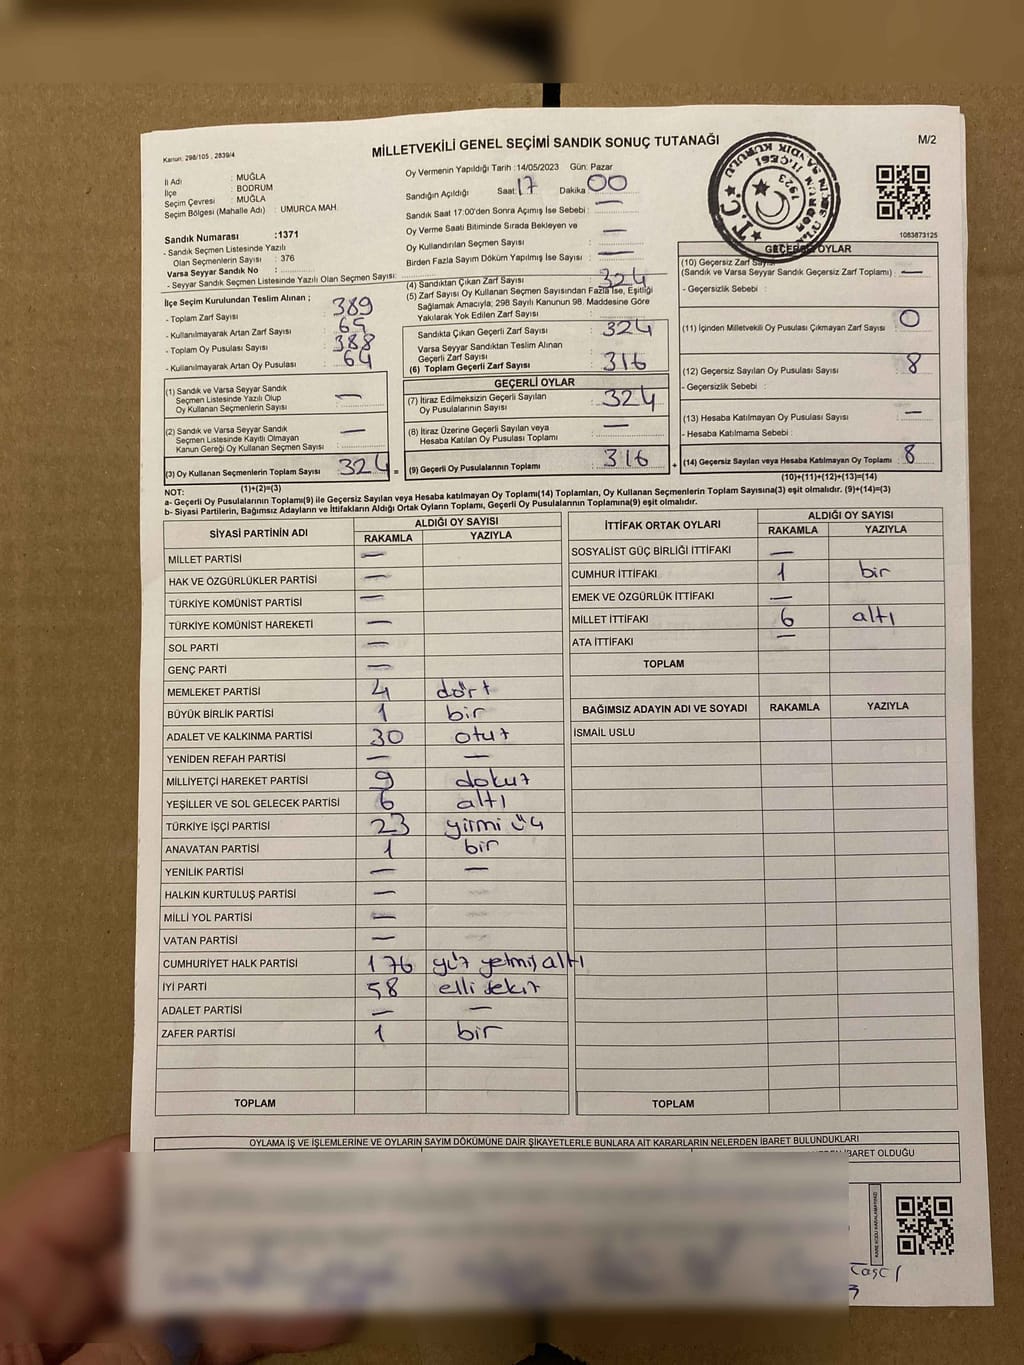 Kanun: 298/105 , 2839/4
MİLLETVEKİLİ GENEL SEÇİMİ SANDIK SONUÇ TUTANAĞI
M/2
İl Adı : MUĞLA
İlçe : BODRUM
Seçim Çevresi : MUĞLA
Seçim Bölgesi (Mahalle Adı) : UMURCA MAH.
Sandık Numarası :1371
- Sandık Seçmen Listesinde Yazılı
Olan Seçmenlerin Sayısı : 376
Varsa Seyyar Sandık No :
- Seyyar Sandık Seçmen Listesinde Yazılı Olan Seçmen Sayısı:
Oy Vermenin Yapıldığı Tarih :14/05/2023 Gün: Pazar
Sandığın Açıldığı Saat: 17 Dakika 00
Sandık Saat 17:00'den Sonra Açımış İse Sebebi : —
Oy Verme Saati Bitiminde Sırada Bekleyen ve
Oy Kullandırılan Seçmen Sayısı : —
Birden Fazla Sayım Döküm Yapılmış İse Sayısı : —
1083873125
İlçe Seçim Kurulundan Teslim Alınan ;
- Toplam Zarf Sayısı : 389
- Kullanılmayarak Artan Zarf Sayısı : 65
- Toplam Oy Pusulası Sayısı : 388
- Kullanılmayarak Artan Oy Pusulası : 64
(1) Sandık ve Varsa Seyyar Sandık
Seçmen Listesinde Yazılı Olup
Oy Kullanan Seçmenlerin Sayısı : —
(2) Sandık ve Varsa Seyyar Sandık
Seçmen Listesinde Kayıtlı Olmayan
Kanun Gereği Oy Kullanan Seçmen Sayısı : —
(3) Oy Kullanan Seçmenlerin Toplam Sayısı 324 =
(1)+(2)=(3)
(4) Sandıktan Çıkan Zarf Sayısı : 324
(5) Zarf Sayısı Oy Kullanan Seçmen Sayısından Fazla İse, Eşitliği
Sağlamak Amacıyla; 298 Sayılı Kanunun 98. Maddesine Göre
Yakılarak Yok Edilen Zarf Sayısı :
Sandıkta Çıkan Geçerli Zarf Sayısı : 324
Varsa Seyyar Sandıktan Teslim Alınan
Geçerli Zarf Sayısı :
(6) Toplam Geçerli Zarf Sayısı : 316
GEÇERLİ OYLAR
(7) İtiraz Edilmeksizin Geçerli Sayılan
Oy Pusulalarının Sayısı : 324
(8) İtiraz Üzerine Geçerli Sayılan veya
Hesaba Katılan Oy Pusulası Toplamı : —
(9) Geçerli Oy Pusulalarının Toplamı : 316 +
OYLAR
(Sandık ve Varsa Seyyar Sandık Geçersiz Zarf Toplamı) : —
- Geçersizlik Sebebi :
(11) İçinden Milletvekili Oy Pusulası Çıkmayan Zarf Sayısı : 0
(12) Geçersiz Sayılan Oy Pusulası Sayısı : 8
- Geçersizlik Sebebi :
(13) Hesaba Katılmayan Oy Pusulası Sayısı : —
- Hesaba Katılmama Sebebi :
(14) Geçersiz Sayılan veya Hesaba Katılmayan Oy Toplamı : 8
(10)+(11)+(12)+(13)=(14)
NOT:
a- Geçerli Oy Pusulalarının Toplamı(9) ile Geçersiz Sayılan veya Hesaba katılmayan Oy Toplamı(14) Toplamları, Oy Kullanan Seçmenlerin Toplam Sayısına(3) eşit olmalıdır. (9)+(14)=(3)
b- Siyasi Partilerin, Bağımsız Adayların ve İttifakların Aldığı Ortak Oyların Toplamı, Geçerli Oy Pusulalarının Toplamına(9) eşit olmalıdır.
SİYASİ PARTİNİN ADI ALDIĞI OY SAYISI
RAKAMLA YAZIYLA
MİLLET PARTİSİ —
HAK VE ÖZGÜRLÜKLER PARTİSİ —
TÜRKİYE KOMÜNİST PARTİSİ —
TÜRKİYE KOMÜNİST HAREKETİ —
SOL PARTİ —
GENÇ PARTİ —
MEMLEKET PARTİSİ 4 dört
BÜYÜK BİRLİK PARTİSİ 1 bir
ADALET VE KALKINMA PARTİSİ 30 otuz
YENİDEN REFAH PARTİSİ — —
MİLLİYETÇİ HAREKET PARTİSİ 9 dokuz
YEŞİLLER VE SOL GELECEK PARTİSİ 6 altı
TÜRKİYE İŞÇİ PARTİSİ 23 yirmi üç
ANAVATAN PARTİSİ 1 bir
YENİLİK PARTİSİ — —
HALKIN KURTULUŞ PARTİSİ —
MİLLİ YOL PARTİSİ —
VATAN PARTİSİ —
CUMHURİYET HALK PARTİSİ 176 yüz yetmiş altı
İYİ PARTİ 58 elli sekiz
ADALET PARTİSİ — —
ZAFER PARTİSİ 1 bir
TOPLAM
İTTİFAK ORTAK OYLARI ALDIĞI OY SAYISI
RAKAMLA YAZIYLA
SOSYALİST GÜÇ BİRLİĞİ İTTİFAKI —
CUMHUR İTTİFAKI 1 bir
EMEK VE ÖZGÜRLÜK İTTİFAKI —
MİLLET İTTİFAKI 6 altı
ATA İTTİFAKI —
TOPLAM
BAĞIMSIZ ADAYIN ADI VE SOYADI RAKAMLA YAZIYLA
İSMAİL USLU
TOPLAM
OYLAMA İŞ VE İŞLEMLERİNE VE OYLARIN SAYIM DÖKÜMÜNE DAİR ŞİKAYETLERLE BUNLARA AİT KARARLARIN NELERDEN İBARET BULUNDUKLARI
İBARET OLDUĞU